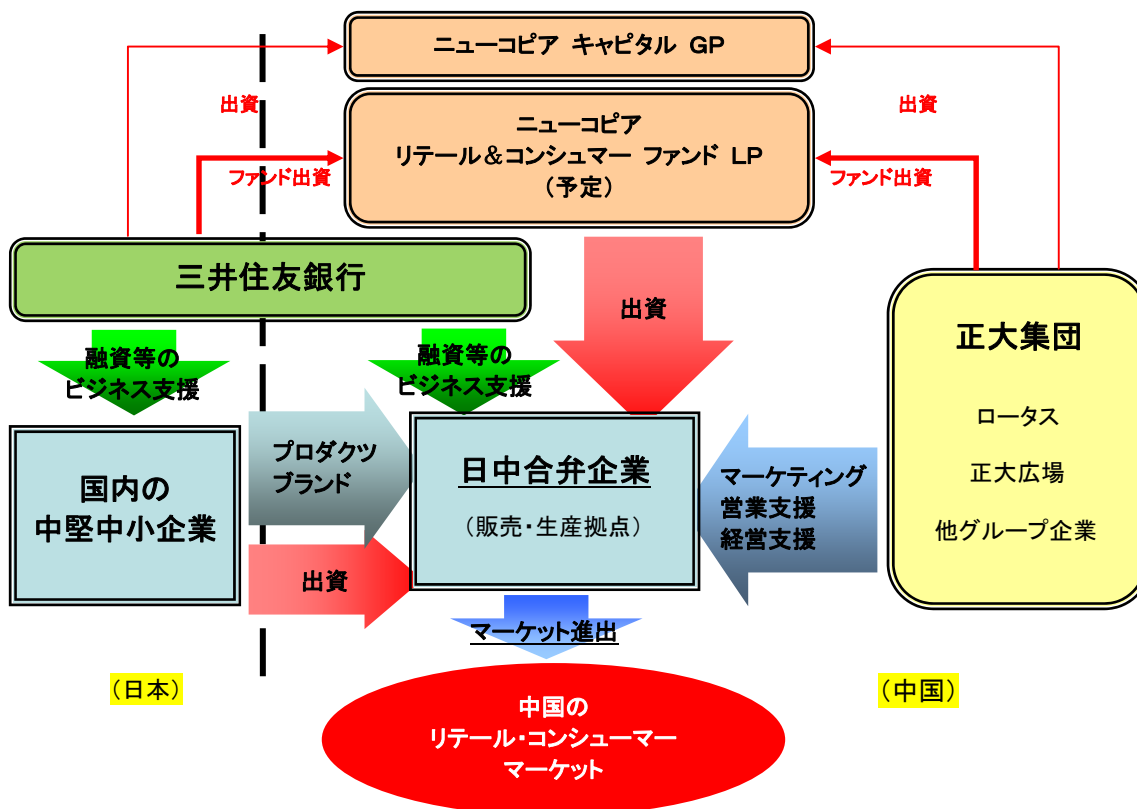 ニューコピア キャピタル GP
出資
出資
ニューコピア
リテール＆コンシュマー ファンド LP
（予定）
ファンド出資
ファンド出資
三井住友銀行
出資
正大集団
ロータス
正大広場
他グループ企業
融資等の
ビジネス支援
融資等の
ビジネス支援
国内の
中堅中小企業
プロダクツ
ブランド
日中合弁企業
（販売・生産拠点）
マーケティング
営業支援
経営支援
出資
マーケット進出
（日本）
（中国）
中国の
リテール・コンシューマー
マーケット